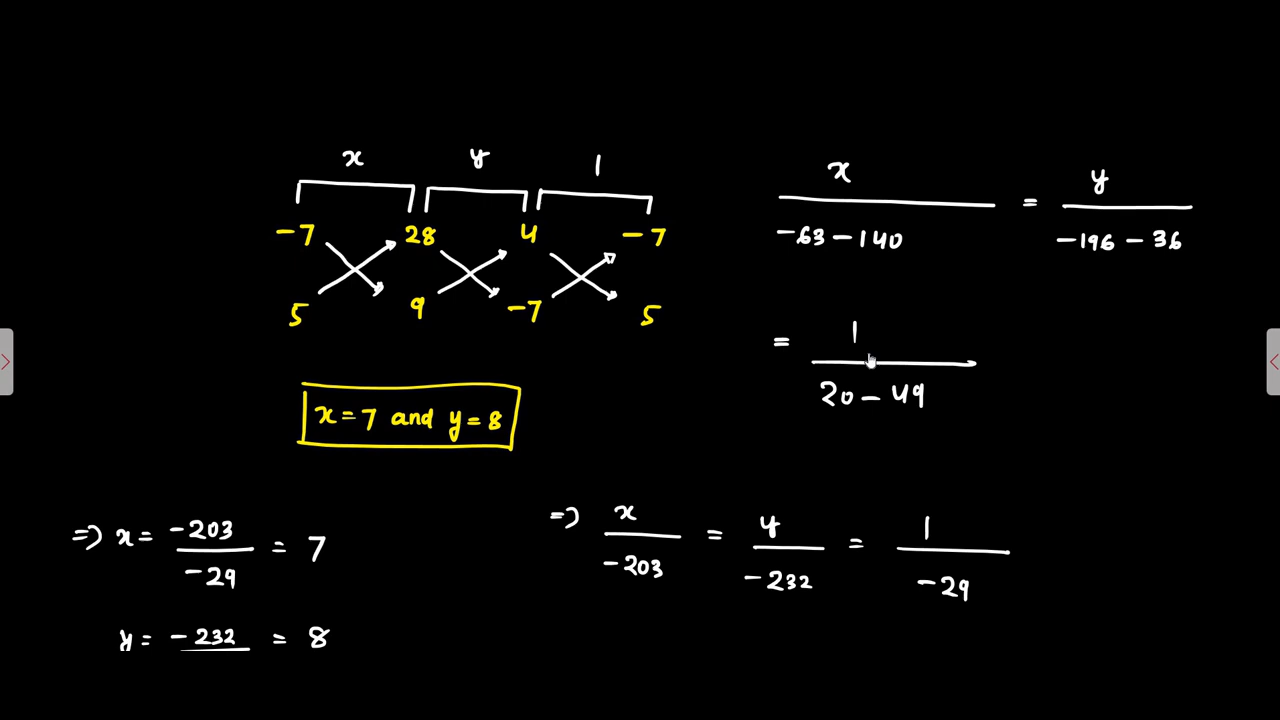 x y 1
-7 28 4 -7
5 9 -7 5
x = 7 and y = 8
x / -63 - 140 = y / -196 - 36
= 1 / 20 - 49
=> x / -203 = y / -232 = 1 / -29
=> x = -203 / -29 = 7
y = -232 = 8